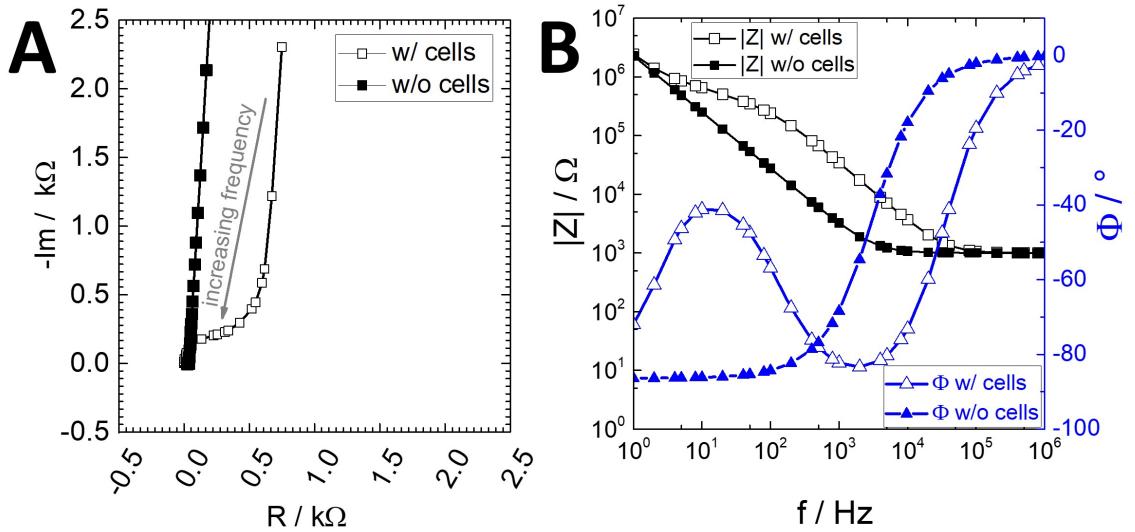 A
2.5
2.0
1.5
1.0
0.5
0.0
-0.5
-Im / kΩ
w/ cells
w/o cells
increasing frequency
-0.5
0.0
0.5
1.0
1.5
2.0
2.5
R / kΩ
B
10⁷
10⁶
10⁵
10⁴
10³
10²
10¹
10⁰
|Z| / Ω
|Z| w/ cells
|Z| w/o cells
Φ w/ cells
Φ w/o cells
0
-20
-40
-60
-80
-100
Φ / °
10⁰
10¹
10²
10³
10⁴
10⁵
10⁶
f / Hz